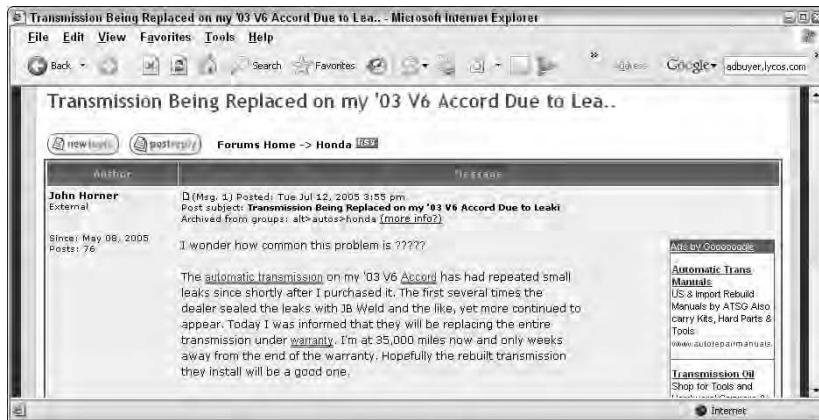 Transmission Being Replaced on my '03 V6 Accord Due to Lea.. - Microsoft Internet Explorer
File Edit View Favorites Tools Help
Back Search Favorites Address Google adbuyer.lycos.com
Transmission Being Replaced on my '03 V6 Accord Due to Lea..
new topic postreply Forums Home -> Honda RSS
Author Message
John Horner
External
Since: May 08, 2005
Posts: 76
(Msg. 1) Posted: Tue Jul 12, 2005 3:55 pm
Post subject: Transmission Being Replaced on my '03 V6 Accord Due to Leaki
Archived from groups: alt>autos>honda (more info?)
I wonder how common this problem is ?????
The automatic transmission on my '03 V6 Accord has had repeated small
leaks since shortly after I purchased it. The first several times the
dealer sealed the leaks with JB Weld and the like, yet more continued to
appear. Today I was informed that they will be replacing the entire
transmission under warranty. I'm at 35,000 miles now and only weeks
away from the end of the warranty. Hopefully the rebuilt transmission
they install will be a good one.
Ads by Goooooogle
Automatic Trans
Manuals
US & Import Rebuild
Manuals by ATSG Also
carry Kits, Hard Parts &
Tools
www.autorepairmanuals.
Transmission Oil
Shop for Tools and
Internet